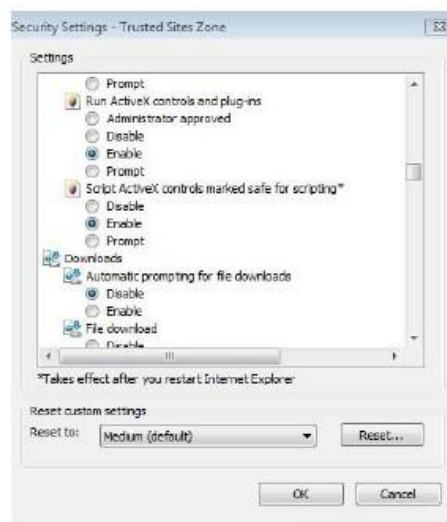 Security Settings - Trusted Sites Zone
Settings
Prompt
Run ActiveX controls and plug-ins
Administrator approved
Disable
Enable
Prompt
Script ActiveX controls marked safe for scripting*
Disable
Enable
Prompt
Downloads
Automatic prompting for file downloads
Disable
Enable
File download
Disable
*Takes effect after you restart Internet Explorer
Reset custom settings
Reset to: Medium (default) Reset...
OK Cancel